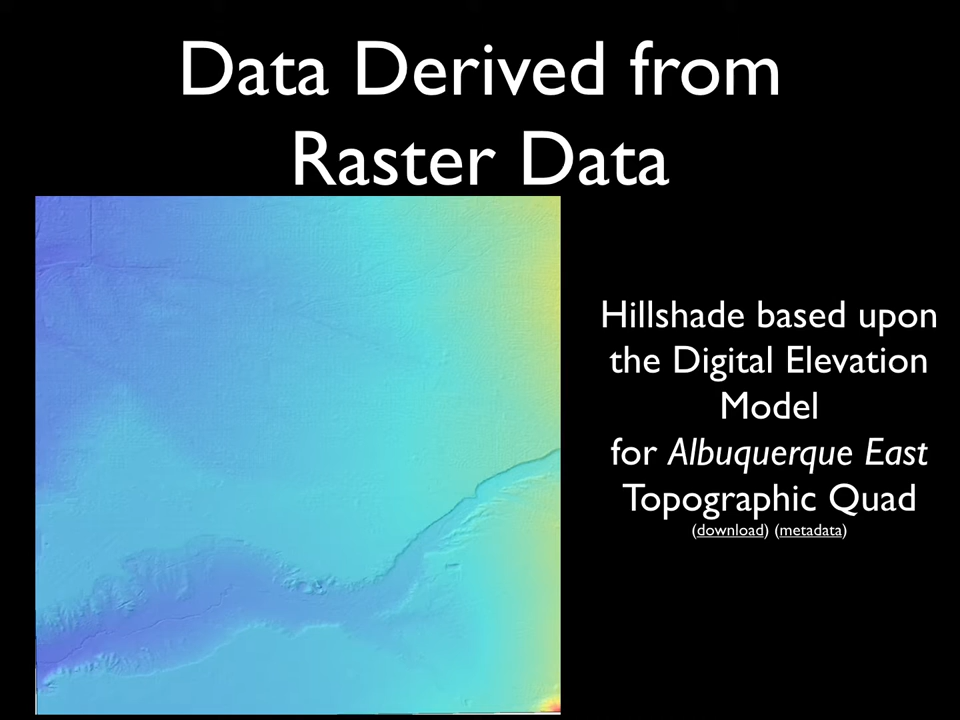 Data Derived from
Raster Data
Hillshade based upon
the Digital Elevation
Model
for Albuquerque East
Topographic Quad
(download) (metadata)